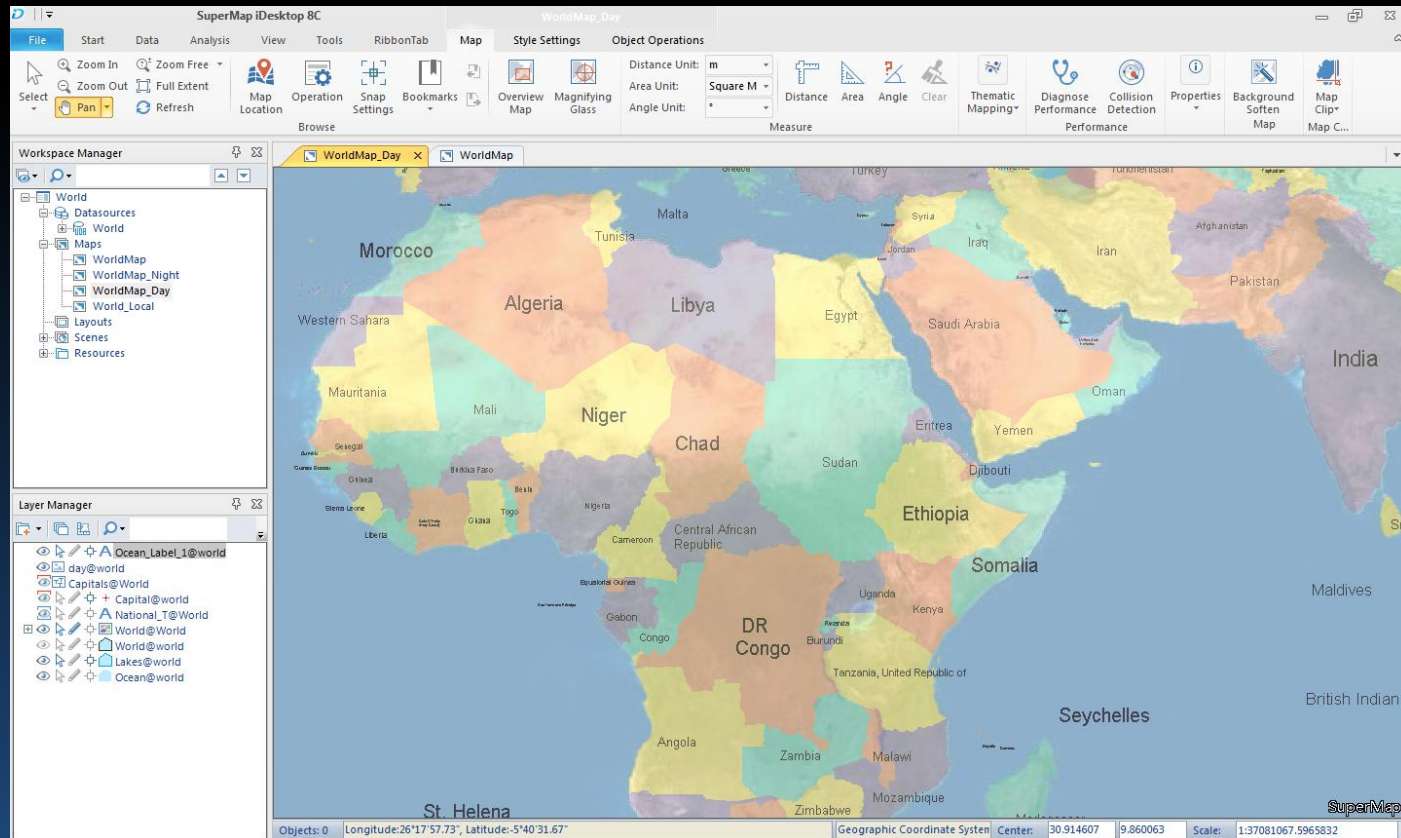 SuperMap iDesktop 8C
WorldMap_Day
File Start Data Analysis View Tools RibbonTab Map Style Settings Object Operations
Select
Zoom In
Zoom Out
Pan
Zoom Free
Full Extent
Refresh
Map Location
Operation
Snap Settings
Bookmarks
Overview Map
Magnifying Glass
Distance Unit: m
Area Unit: Square M
Angle Unit: °
Distance
Area
Angle
Clear
Thematic Mapping
Diagnose Performance
Collision Detection
Properties
Background Soften
Map Clip
Browse
Measure
Performance
Map
Map C...
Workspace Manager
World
Datasources
World
Maps
WorldMap
WorldMap_Night
WorldMap_Day
World_Local
Layouts
Scenes
Resources
Layer Manager
Ocean_Label_1@world
day@world
Capitals@World
Capital@world
National_T@World
World@World
World@world
Lakes@world
Ocean@world
WorldMap_Day X
WorldMap
Greece
Turkey
Turkmenistan
Malta
Syria
Tunisia
Morocco
Jordan
Iraq
Iran
Afghanistan
Pakistan
Algeria
Libya
Egypt
Western Sahara
Saudi Arabia
India
Mauritania
Mali
Niger
Oman
Chad
Eritrea
Yemen
Senegal
Sudan
Burkina Faso
Djibouti
Guinea Bissau
Guinea
Benin
Sierra Leone
Togo
Nigeria
Ghana
Ethiopia
Liberia
Cameroon
Central African
Republic
Somalia
Equatorial Guinea
Uganda
Maldives
Gabon
Kenya
Congo
DR
Congo
Rwanda
Burundi
Tanzania, United Republic of
British Indian
Seychelles
Angola
Zambia
Malawi
Mozambique
St. Helena
Zimbabwe
SuperMap
Objects: 0
Longitude:26°17'57.73", Latitude:-5°40'31.67"
Geographic Coordinate System
Center: 30.914607 9.860063
Scale: 1:37081067.5965832